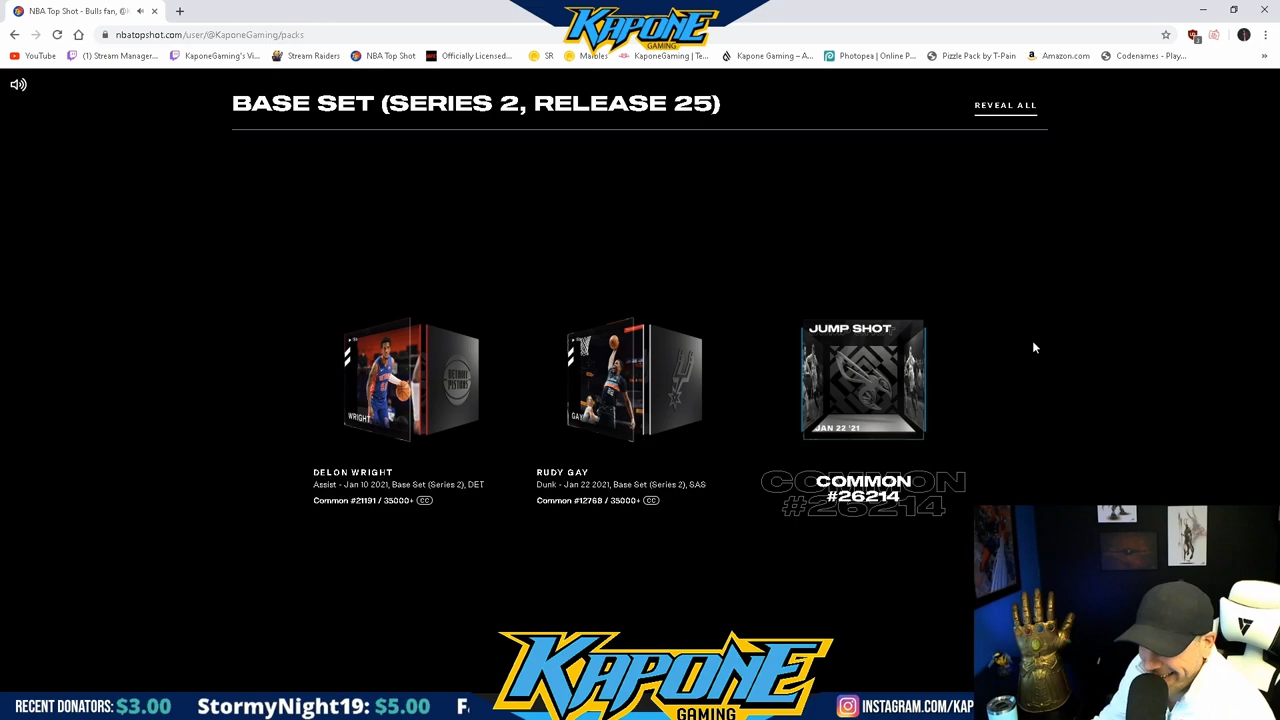 NBA Top Shot - Bulls fan, @
nbatopshot.com/user/@KaponeGaming/packs
KAPONE
GAMING
YouTube
(1) Stream Manager...
KaponeGaming's Vi...
Stream Raiders
NBA Top Shot
Officially Licensed...
SR
Marbles
KaponeGaming | Te...
Kapone Gaming – A...
Photopea | Online P...
Pizzle Pack by T-Pain
Amazon.com
Codenames - Play...
BASE SET (SERIES 2, RELEASE 25)
REVEAL ALL
WRIGHT
DETROIT
PISTONS
GAY
JUMP SHOT
JAN 22 '21
DELON WRIGHT
Assist - Jan 10 2021, Base Set (Series 2), DET
Common #21191 / 35000+ CC
RUDY GAY
Dunk - Jan 22 2021, Base Set (Series 2), SAS
Common #12768 / 35000+ CC
COMMON
#26214
KAPONE
GAMING
RECENT DONATORS: $3.00 StormyNight19: $5.00 F
INSTAGRAM.COM/KAP